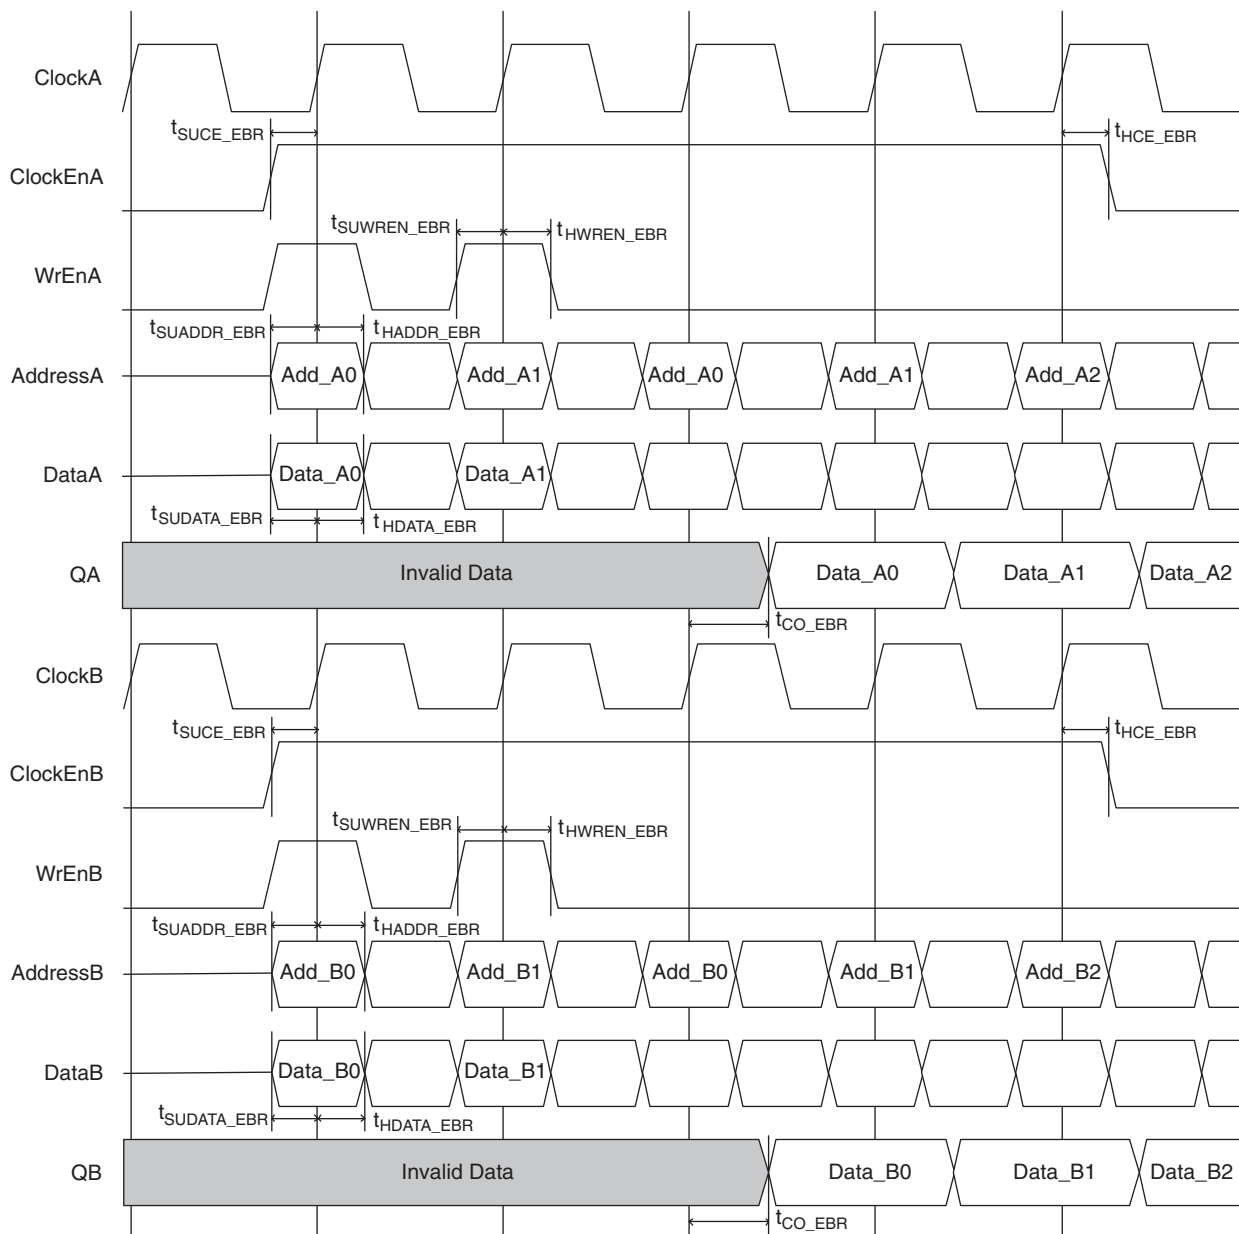 ClockA
tSUCE_EBR
tHCE_EBR
ClockEnA
tSUWREN_EBR
tHWREN_EBR
WrEnA
tSUADDR_EBR
tHADDR_EBR
AddressA
Add_A0
Add_A1
Add_A0
Add_A1
Add_A2
DataA
Data_A0
Data_A1
tSUDATA_EBR
tHDATA_EBR
QA
Invalid Data
Data_A0
Data_A1
Data_A2
tCO_EBR
ClockB
tSUCE_EBR
tHCE_EBR
ClockEnB
tSUWREN_EBR
tHWREN_EBR
WrEnB
tSUADDR_EBR
tHADDR_EBR
AddressB
Add_B0
Add_B1
Add_B0
Add_B1
Add_B2
DataB
Data_B0
Data_B1
tSUDATA_EBR
tHDATA_EBR
QB
Invalid Data
Data_B0
Data_B1
Data_B2
tCO_EBR